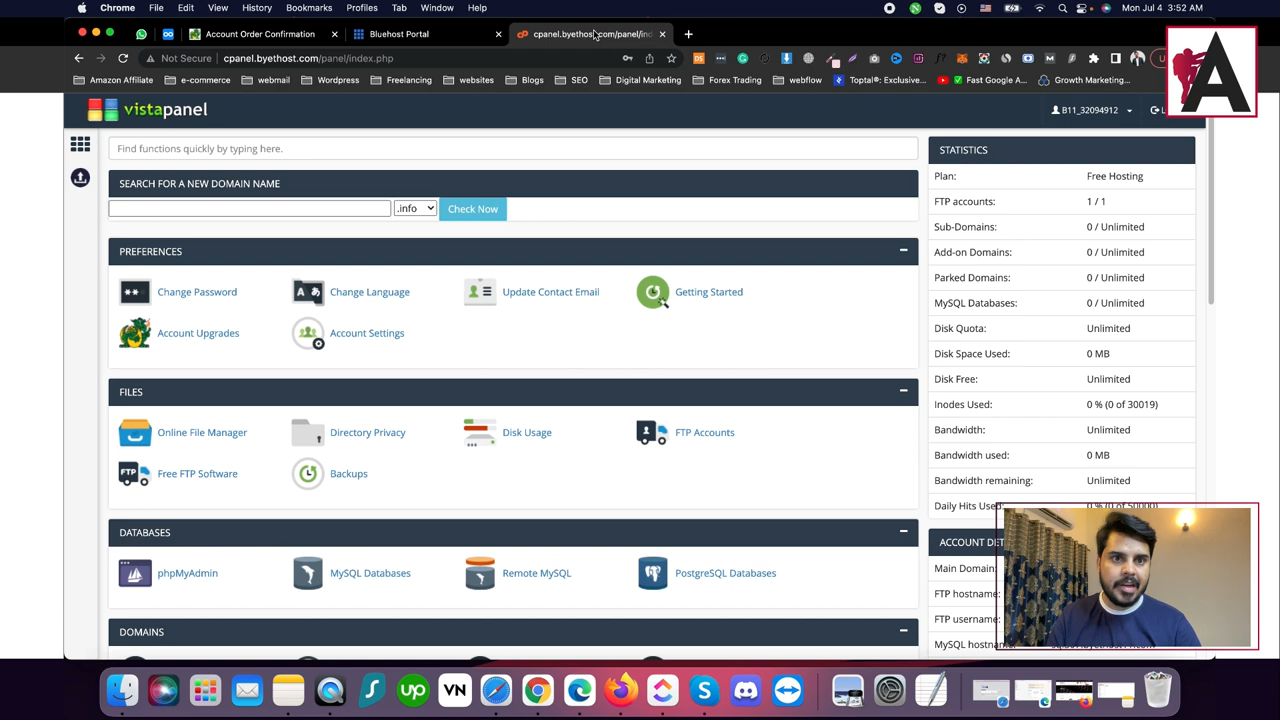 Chrome File Edit View History Bookmarks Profiles Tab Window Help Mon Jul 4 3:52 AM
Account Order Confirmation Bluehost Portal cpanel.byethost.com/panel/ind
Not Secure cpanel.byethost.com/panel/index.php
Amazon Affiliate e-commerce webmail Wordpress Freelancing websites Blogs SEO Digital Marketing Forex Trading webflow Toptal®: Exclusive... Fast Google A... Growth Marketing...
A
vistapanel
B11_32094912
Find functions quickly by typing here.
SEARCH FOR A NEW DOMAIN NAME
.info Check Now
PREFERENCES
Change Password Change Language Update Contact Email Getting Started
Account Upgrades Account Settings
FILES
Online File Manager Directory Privacy Disk Usage FTP Accounts
FTP Free FTP Software Backups
DATABASES
phpMyAdmin MySQL Databases Remote MySQL PostgreSQL Databases
DOMAINS
STATISTICS
Plan: Free Hosting
FTP accounts: 1 / 1
Sub-Domains: 0 / Unlimited
Add-on Domains: 0 / Unlimited
Parked Domains: 0 / Unlimited
MySQL Databases: 0 / Unlimited
Disk Quota: Unlimited
Disk Space Used: 0 MB
Disk Free: Unlimited
Inodes Used: 0 % (0 of 30019)
Bandwidth: Unlimited
Bandwidth used: 0 MB
Bandwidth remaining: Unlimited
Daily Hits Used: 0 % (0 of 50000)
ACCOUNT DET
Main Domain:
FTP hostname:
FTP username:
MySQL hostname:
up VN